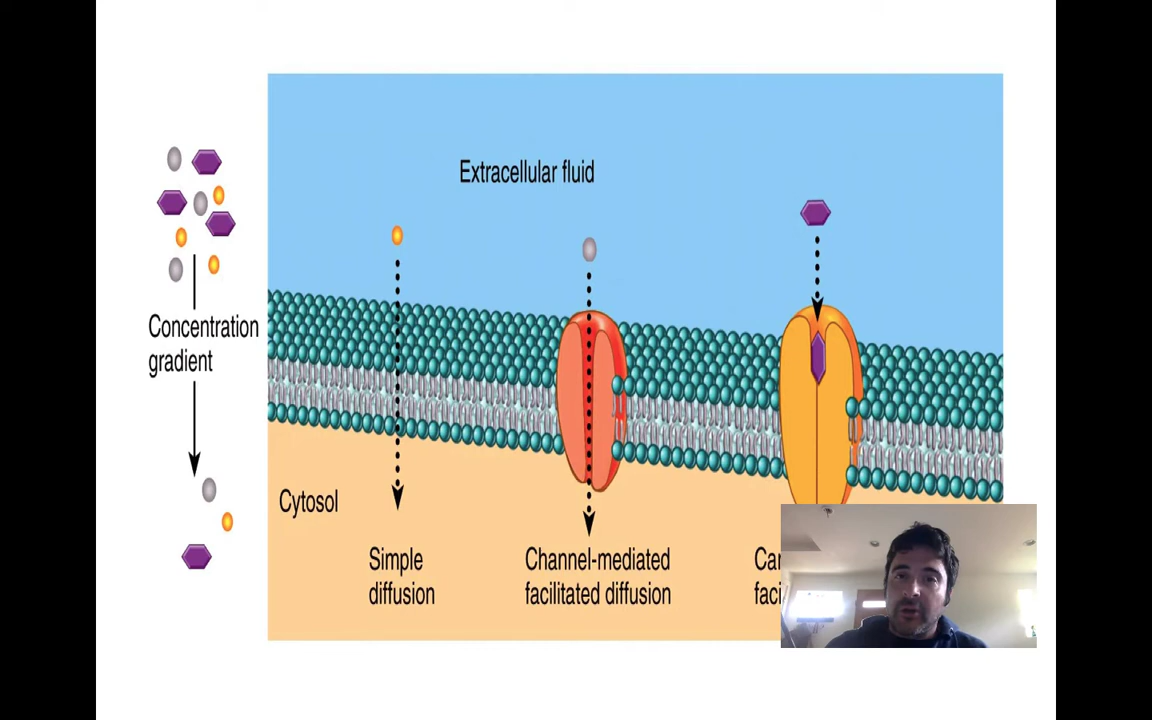 Extracellular fluid
Concentration
gradient
Cytosol
Simple
diffusion
Channel-mediated
facilitated diffusion